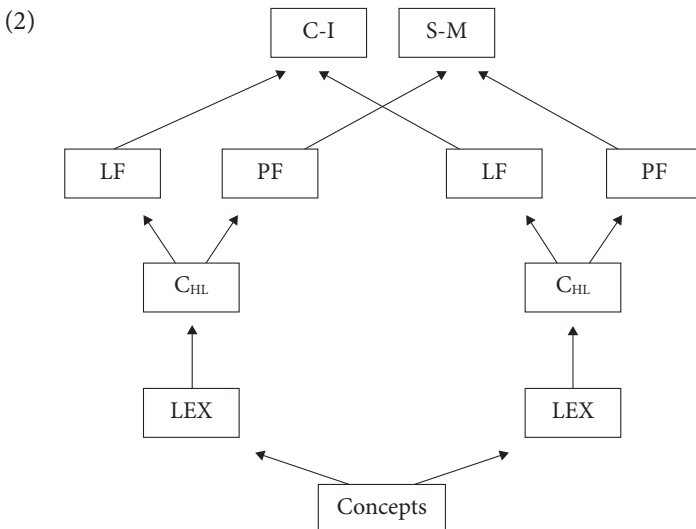 (2)
C-I S-M
LF PF LF PF
CHL CHL
LEX LEX
Concepts